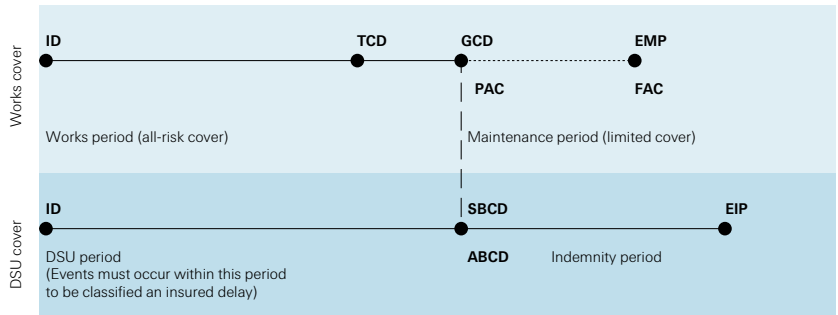 Works cover
ID
TCD
GCD
EMP
PAC
FAC
Works period (all-risk cover)
Maintenance period (limited cover)
DSU cover
ID
SBCD
EIP
DSU period
(Events must occur within this period
to be classified an insured delay)
ABCD
Indemnity period